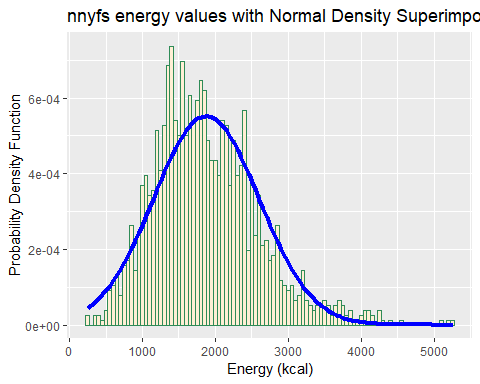 nnyfs energy values with Normal Density Superimpo
Probability Density Function
6e-04
4e-04
2e-04
0e+00
0 1000 2000 3000 4000 5000
Energy (kcal)